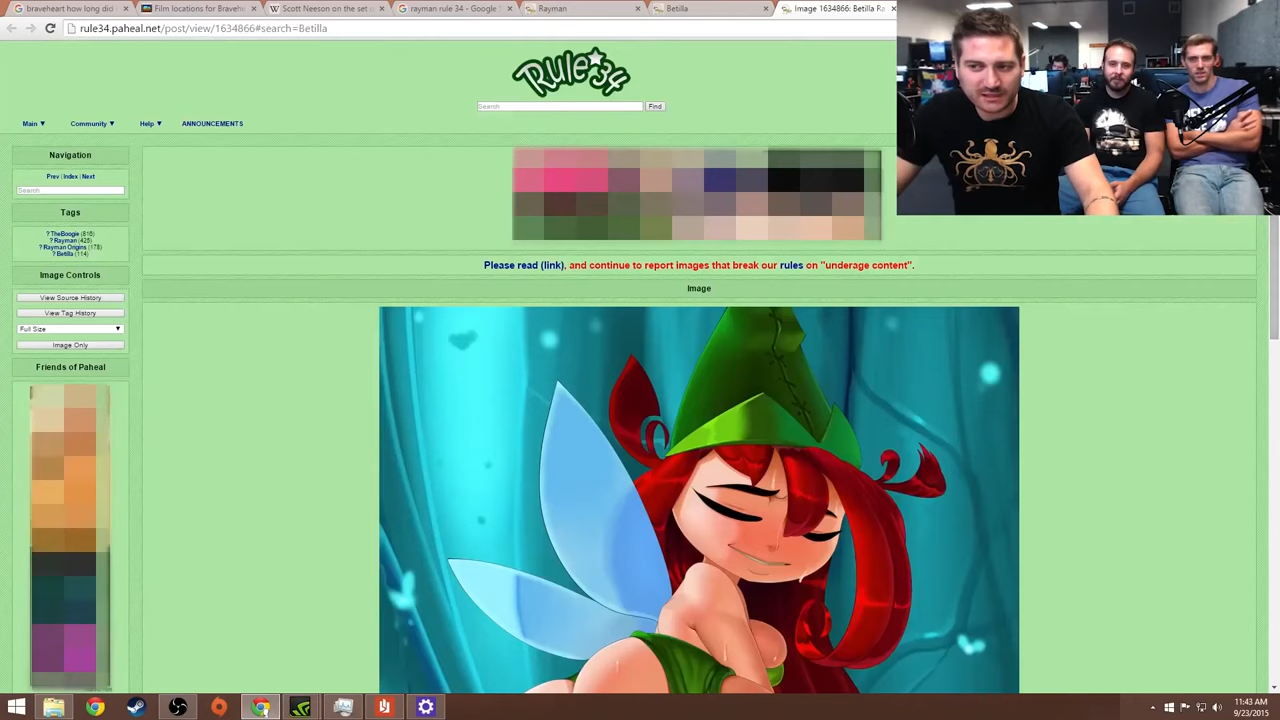 braveheart how long did
Film locations for Bravehe
Scott Neeson on the set o
rayman rule 34 - Google S
Rayman
Betilla
Image 1634866: Betilla Ra
rule34.paheal.net/post/view/1634866#search=Betilla
Rule34
Search
Find
Main ▼
Community ▼
Help ▼
ANNOUNCEMENTS
Navigation
Prev | Index | Next
Search
Tags
? TheBoogie (816)
? Rayman (425)
? Rayman Origins (178)
? Betilla (114)
Image Controls
View Source History
View Tag History
Full Size
Image Only
Friends of Paheal
Please read (link), and continue to report images that break our rules on "underage content".
Image
11:43 AM
9/23/2015